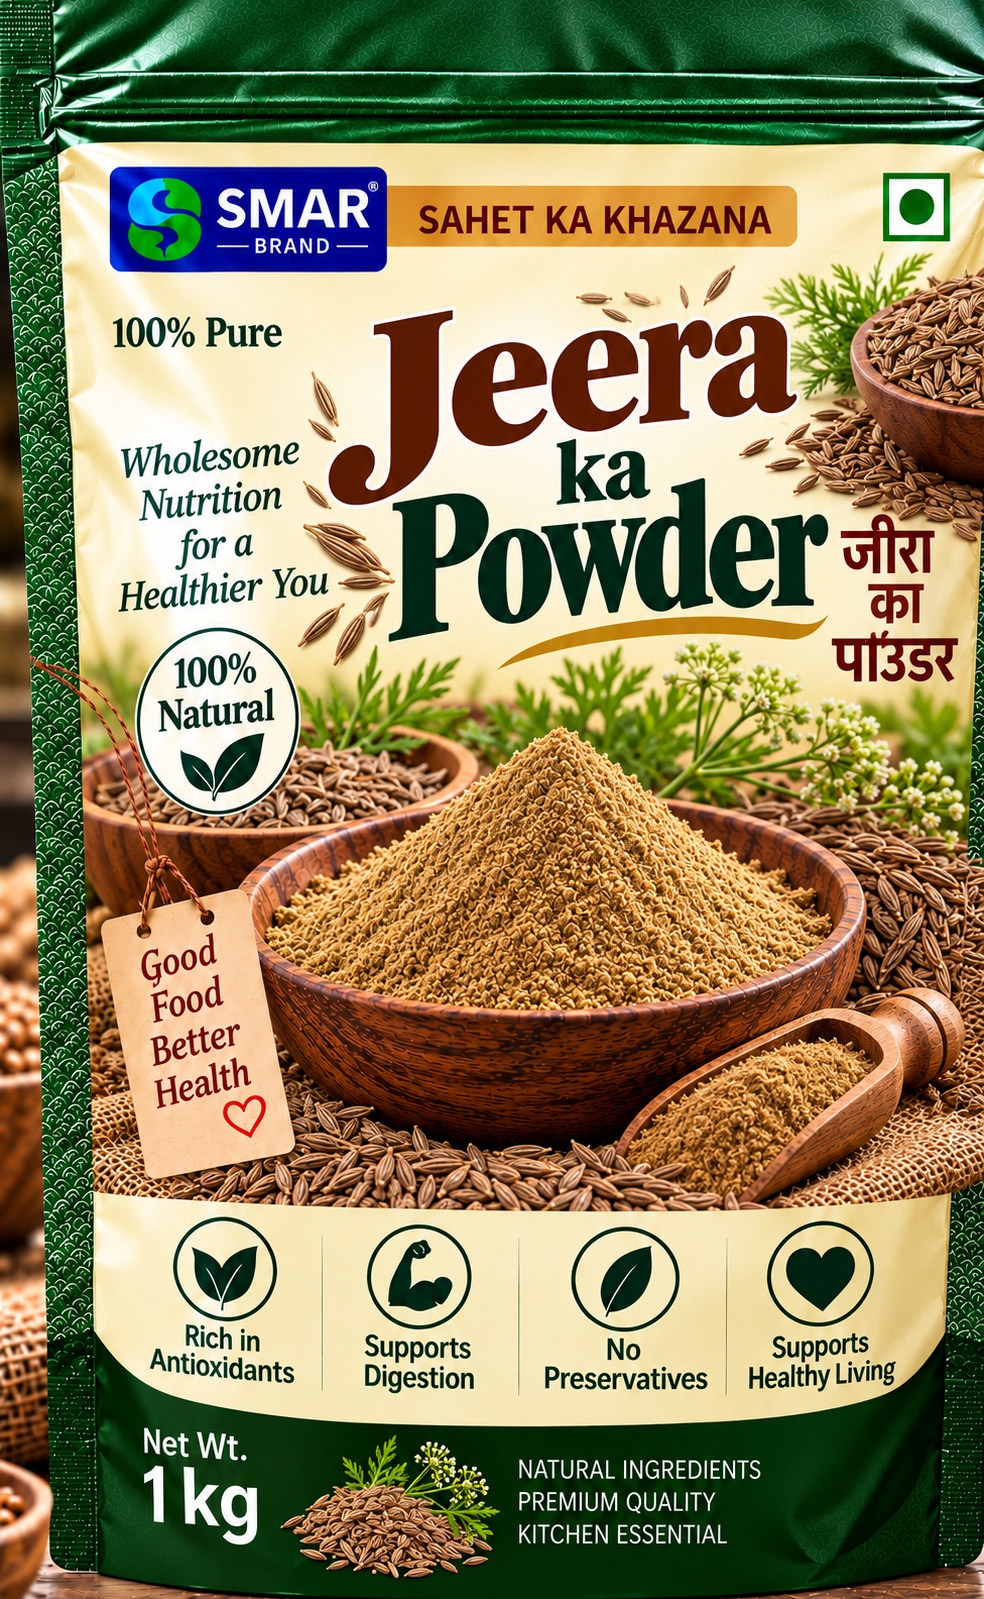 SMAR®
BRAND
SAHET KA KHAZANA
100% Pure
Jeera
ka
Powder
जीरा
का
पाउडर
Wholesome
Nutrition
for a
Healthier You
100%
Natural
Good
Food
Better
Health
Rich in
Antioxidants
Supports
Digestion
No
Preservatives
Supports
Healthy Living
Net Wt.
1 kg
NATURAL INGREDIENTS
PREMIUM QUALITY
KITCHEN ESSENTIAL